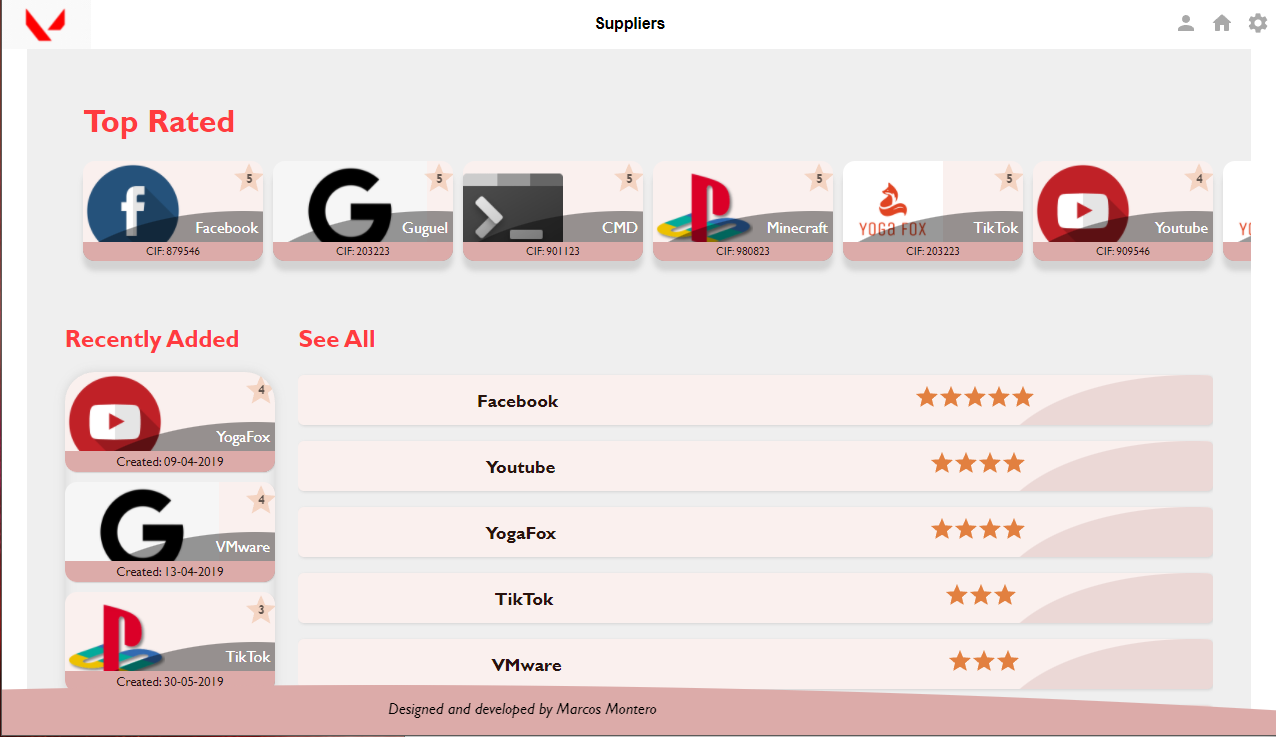 Suppliers
Top Rated
5
Facebook
CIF: 879546
5
Guguel
CIF: 203223
5
CMD
CIF: 901123
5
Minecraft
CIF: 980823
5
YOGA FOX
TikTok
CIF: 203223
4
Youtube
CIF: 909546
Recently Added
4
YogaFox
Created: 09-04-2019
4
VMware
Created: 13-04-2019
3
TikTok
Created: 30-05-2019
See All
Facebook
Youtube
YogaFox
TikTok
VMware
Designed and developed by Marcos Montero